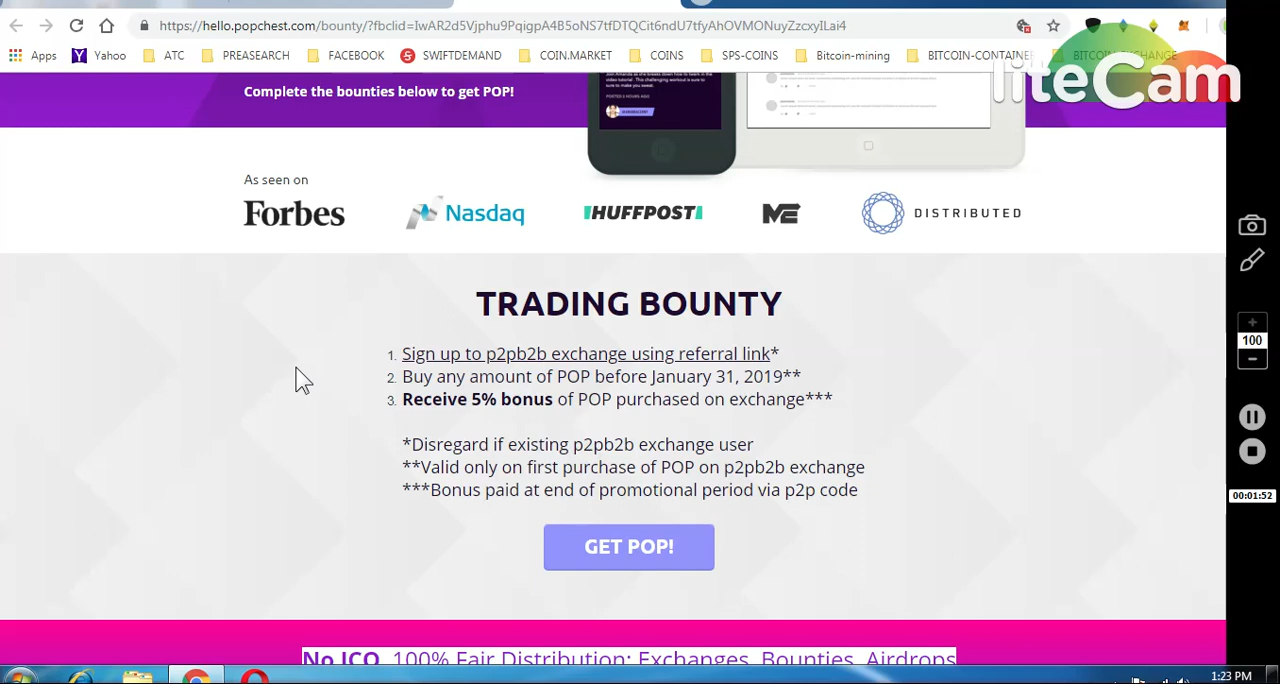 https://hello.popchest.com/bounty/?fbclid=IwAR2d5Vjphu9PqigpA4B5oNS7tfDTQCit6ndU7tfyAhOVMONuyZzcxyILai4
Apps Yahoo ATC PREASEARCH FACEBOOK SWIFTDEMAND COIN.MARKET COINS SPS-COINS Bitcoin-mining BITCOIN-CONTAINE BITCOIN-EXCHANGE
liteCam
Complete the bounties below to get POP!
As seen on
Forbes Nasdaq HUFFPOST ME DISTRIBUTED
TRADING BOUNTY
1. Sign up to p2pb2b exchange using referral link*
2. Buy any amount of POP before January 31, 2019**
3. Receive 5% bonus of POP purchased on exchange***
*Disregard if existing p2pb2b exchange user
**Valid only on first purchase of POP on p2pb2b exchange
***Bonus paid at end of promotional period via p2p code
GET POP!
No ICO. 100% Fair Distribution: Exchanges, Bounties, Airdrops
100
00:01:52
1:23 PM